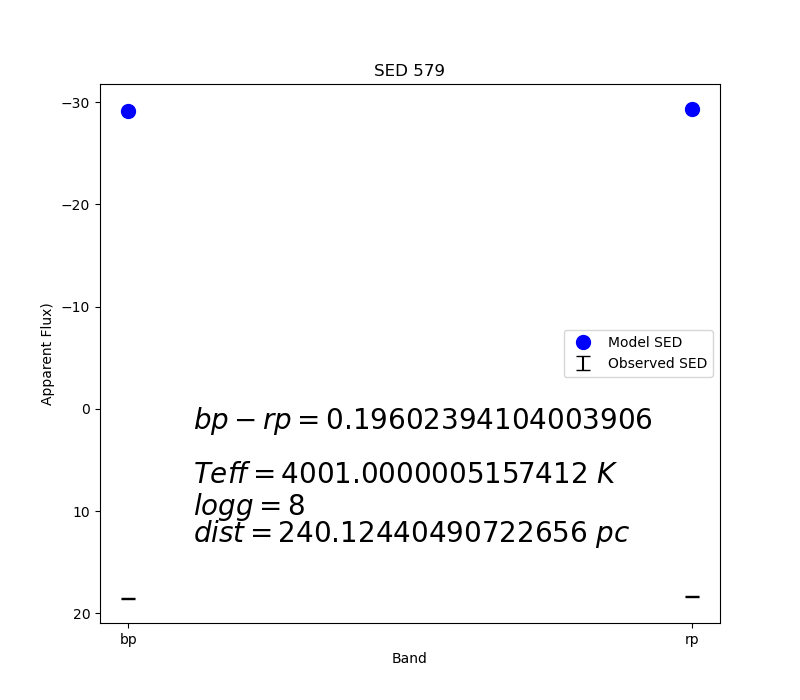 SED 579
−30
−20
−10
0
10
20
Apparent Flux)
Model SED
Observed SED
bp − rp = 0.19602394104003906
Teff = 4001.0000005157412 K
logg = 8
dist = 240.12440490722656 pc
bp
rp
Band